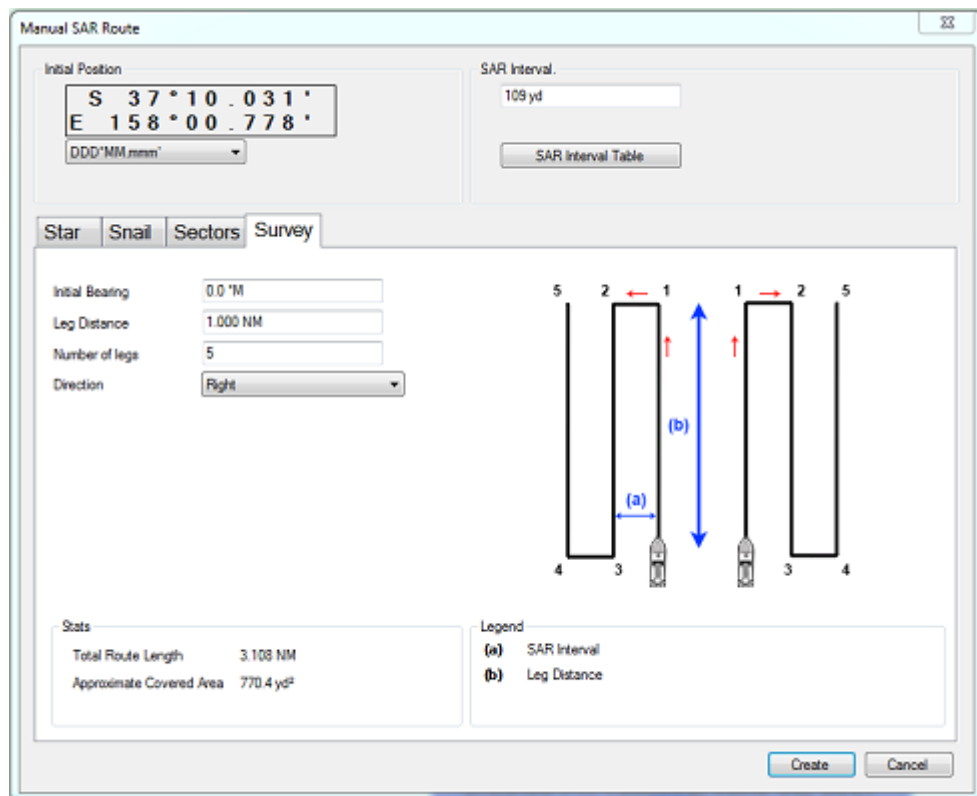 Manual SAR Route
Initial Position
S 37°10.031'
E 158°00.778'
DDD°MM.mmm'
SAR Interval.
109 yd
SAR Interval Table
Star Snail Sectors Survey
Initial Bearing 0.0 °M
Leg Distance 1.000 NM
Number of legs 5
Direction Right
5 2 1 1 2 5
(b)
(a)
4 3 3 4
Stats
Total Route Length 3.108 NM
Approximate Covered Area 770.4 yd²
Legend
(a) SAR Interval
(b) Leg Distance
Create Cancel